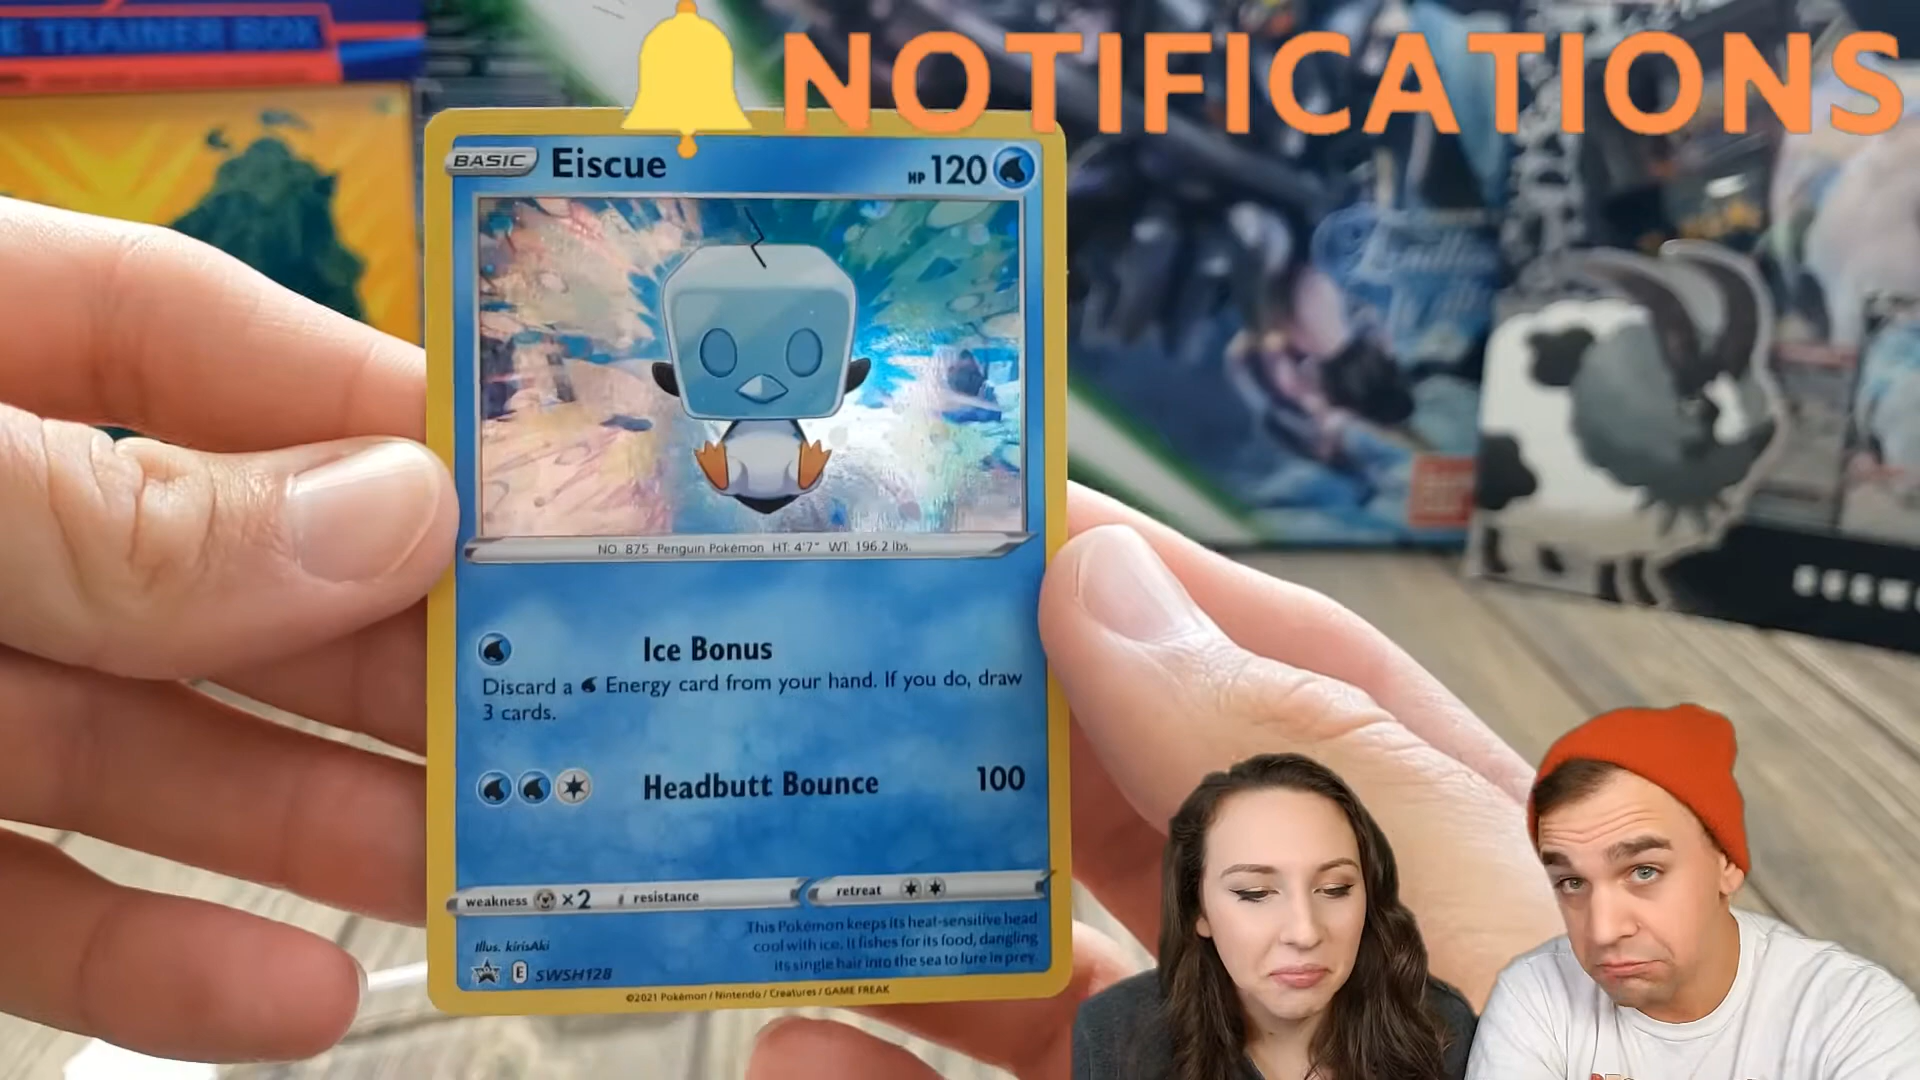 E TRAINER BOX
NOTIFICATIONS
BASIC Eiscue HP 120
NO. 875 Penguin Pokémon HT: 4'7" WT: 196.2 lbs.
Ice Bonus
Discard a Energy card from your hand. If you do, draw
3 cards.
Headbutt Bounce 100
weakness ×2 resistance retreat
This Pokémon keeps its heat-sensitive head
cool with ice. It fishes for its food, dangling
its single hair into the sea to lure in prey.
Illus. kirisAki
E SWSH128
©2021 Pokémon / Nintendo / Creatures / GAME FREAK